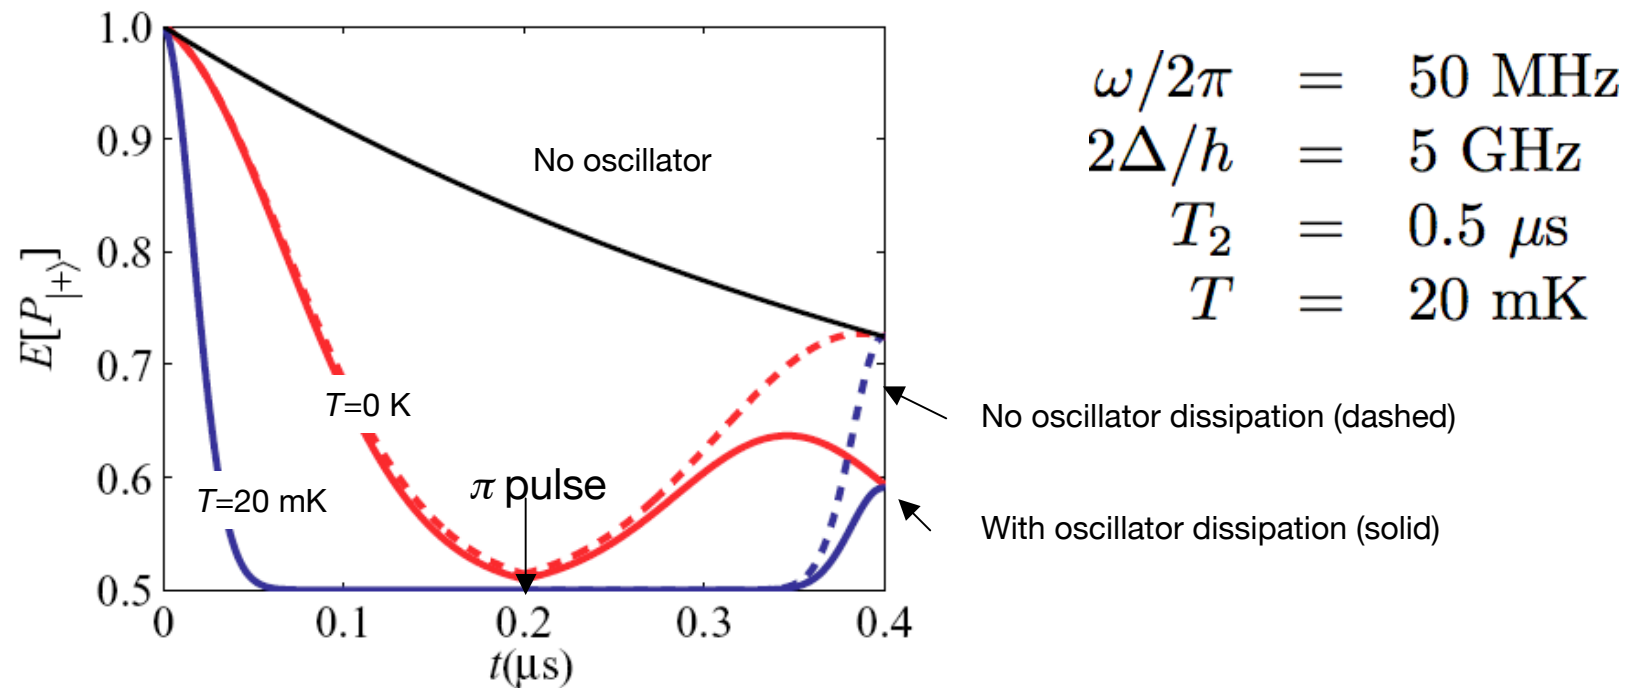 1.0
0.9
0.8
0.7
0.6
0.5
E[P|+⟩]
0
0.1
0.2
0.3
0.4
t(μs)
No oscillator
T=0 K
T=20 mK
π pulse
No oscillator dissipation (dashed)
With oscillator dissipation (solid)
ω/2π = 50 MHz
2Δ/h = 5 GHz
T₂ = 0.5 μs
T = 20 mK